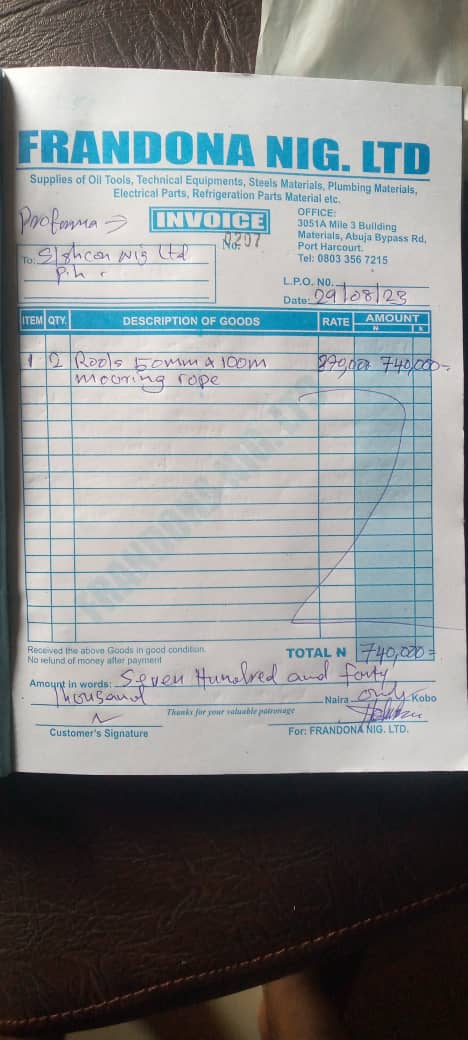 FRANDONA NIG. LTD
Supplies of Oil Tools, Technical Equipments, Steels Materials, Plumbing Materials,
Electrical Parts, Refrigeration Parts Material etc.
Proforma →
INVOICE
No: 0207
OFFICE:
3051A Mile 3 Building
Materials, Abuja Bypass Rd,
Port Harcourt.
Tel: 0803 356 7215
To: Nig Ltd
P.H.
L.P.O. NO.
Date: 29/08/23
ITEM QTY. DESCRIPTION OF GOODS RATE AMOUNT
N K
1 2 50mm x 100m 740,000=
mooring rope
FRANDONA NIG. LTD
Received the above Goods in good condition.
No refund of money after payment
TOTAL N 740,000=
Amount in words: Seven Hundred and forty
Thousand Naira only Kobo
Thanks for your valuable patronage
Customer's Signature
For: FRANDONA NIG. LTD.